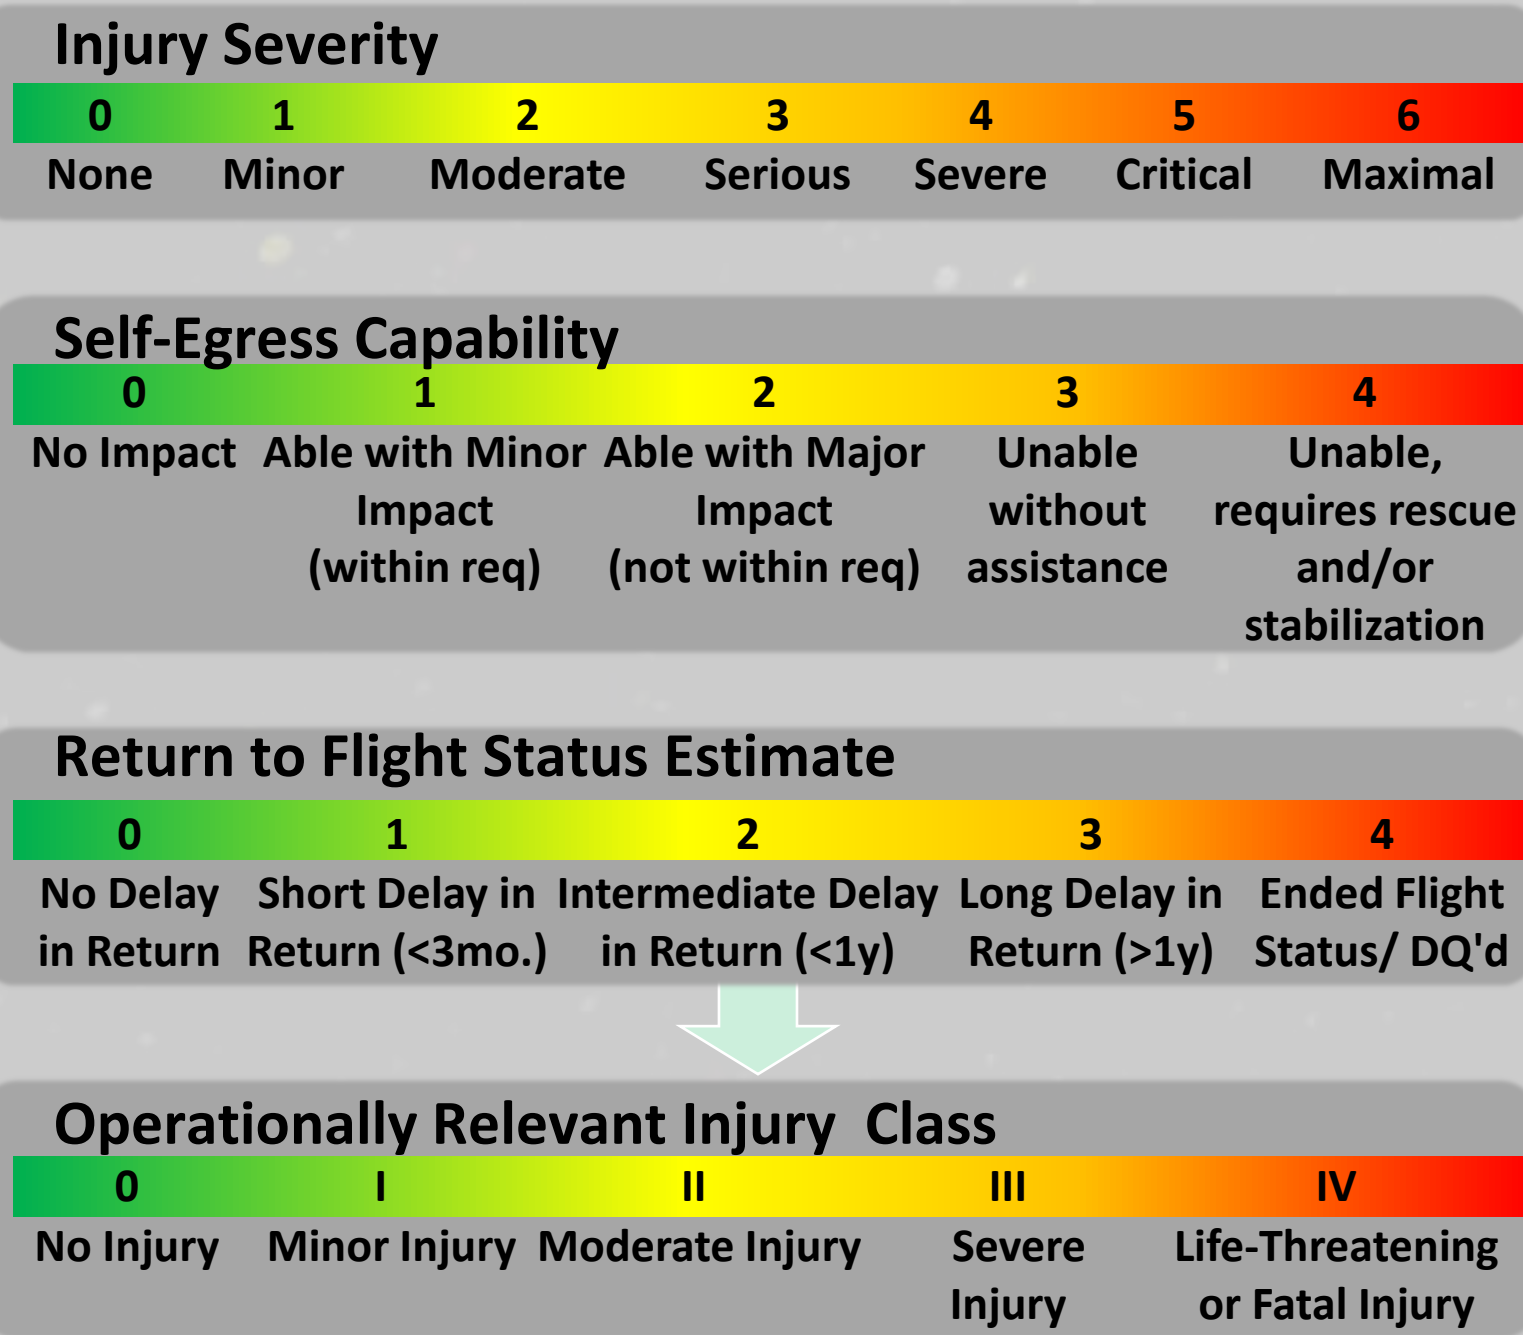 Injury Severity
0 1 2 3 4 5 6
None Minor Moderate Serious Severe Critical Maximal
Self-Egress Capability
0 1 2 3 4
No Impact Able with Minor Able with Major Unable Unable,
Impact Impact without requires rescue
(within req) (not within req) assistance and/or
stabilization
Return to Flight Status Estimate
0 1 2 3 4
No Delay Short Delay in Intermediate Delay Long Delay in Ended Flight
in Return Return (<3mo.) in Return (<1y) Return (>1y) Status/ DQ'd
Operationally Relevant Injury  Class
0 I II III IV
No Injury Minor Injury Moderate Injury Severe Life-Threatening
Injury or Fatal Injury